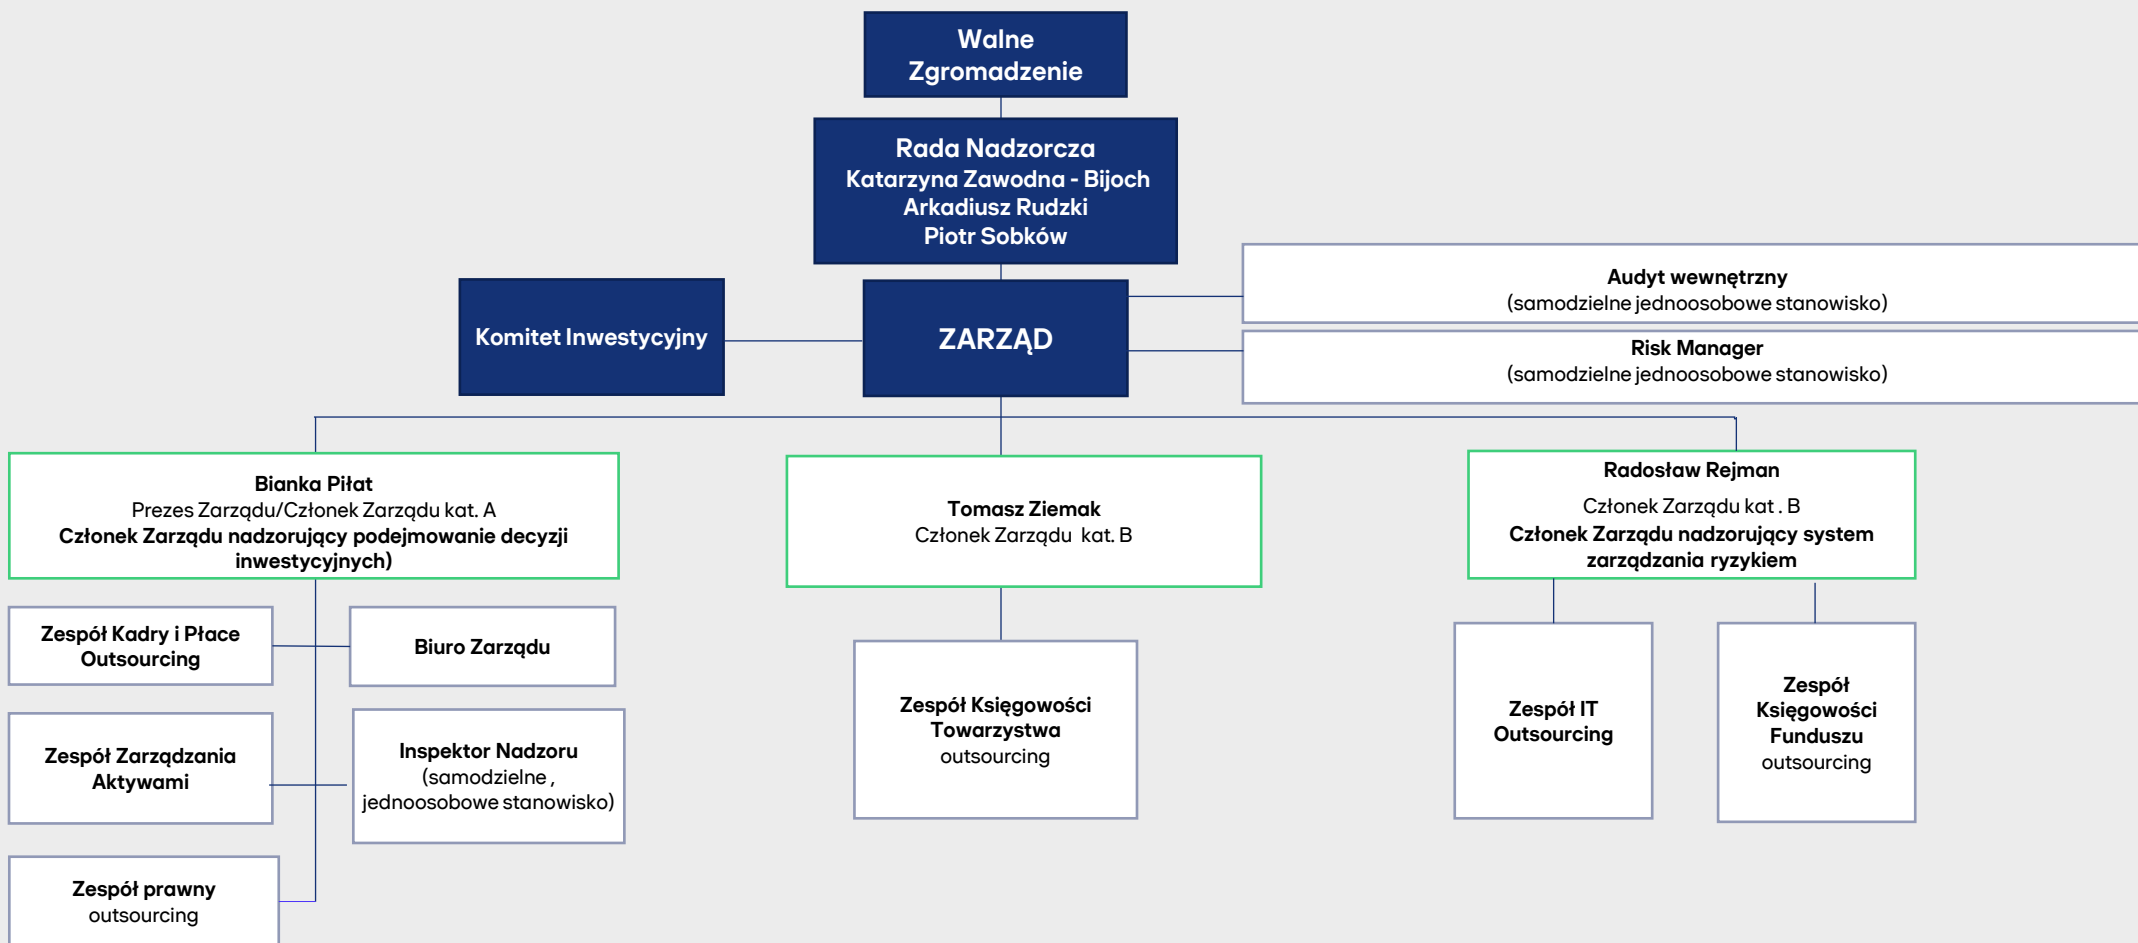 Walne
Zgromadzenie
Rada Nadzorcza
Katarzyna Zawodna - Bijoch
Arkadiusz Rudzki
Piotr Sobków
Komitet Inwestycyjny
ZARZĄD
Audyt wewnętrzny
(samodzielne jednoosobowe stanowisko)
Risk Manager
(samodzielne jednoosobowe stanowisko)
Bianka Piłat
Prezes Zarządu/Członek Zarządu kat. A
Członek Zarządu nadzorujący podejmowanie decyzji
inwestycyjnych)
Tomasz Ziemak
Członek Zarządu kat. B
Radosław Rejman
Członek Zarządu kat . B
Członek Zarządu nadzorujący system
zarządzania ryzykiem
Zespół Kadry i Płace
Outsourcing
Biuro Zarządu
Zespół Zarządzania
Aktywami
Inspektor Nadzoru
(samodzielne ,
jednoosobowe stanowisko)
Zespół prawny
outsourcing
Zespół Księgowości
Towarzystwa
outsourcing
Zespół IT
Outsourcing
Zespół
Księgowości
Funduszu
outsourcing